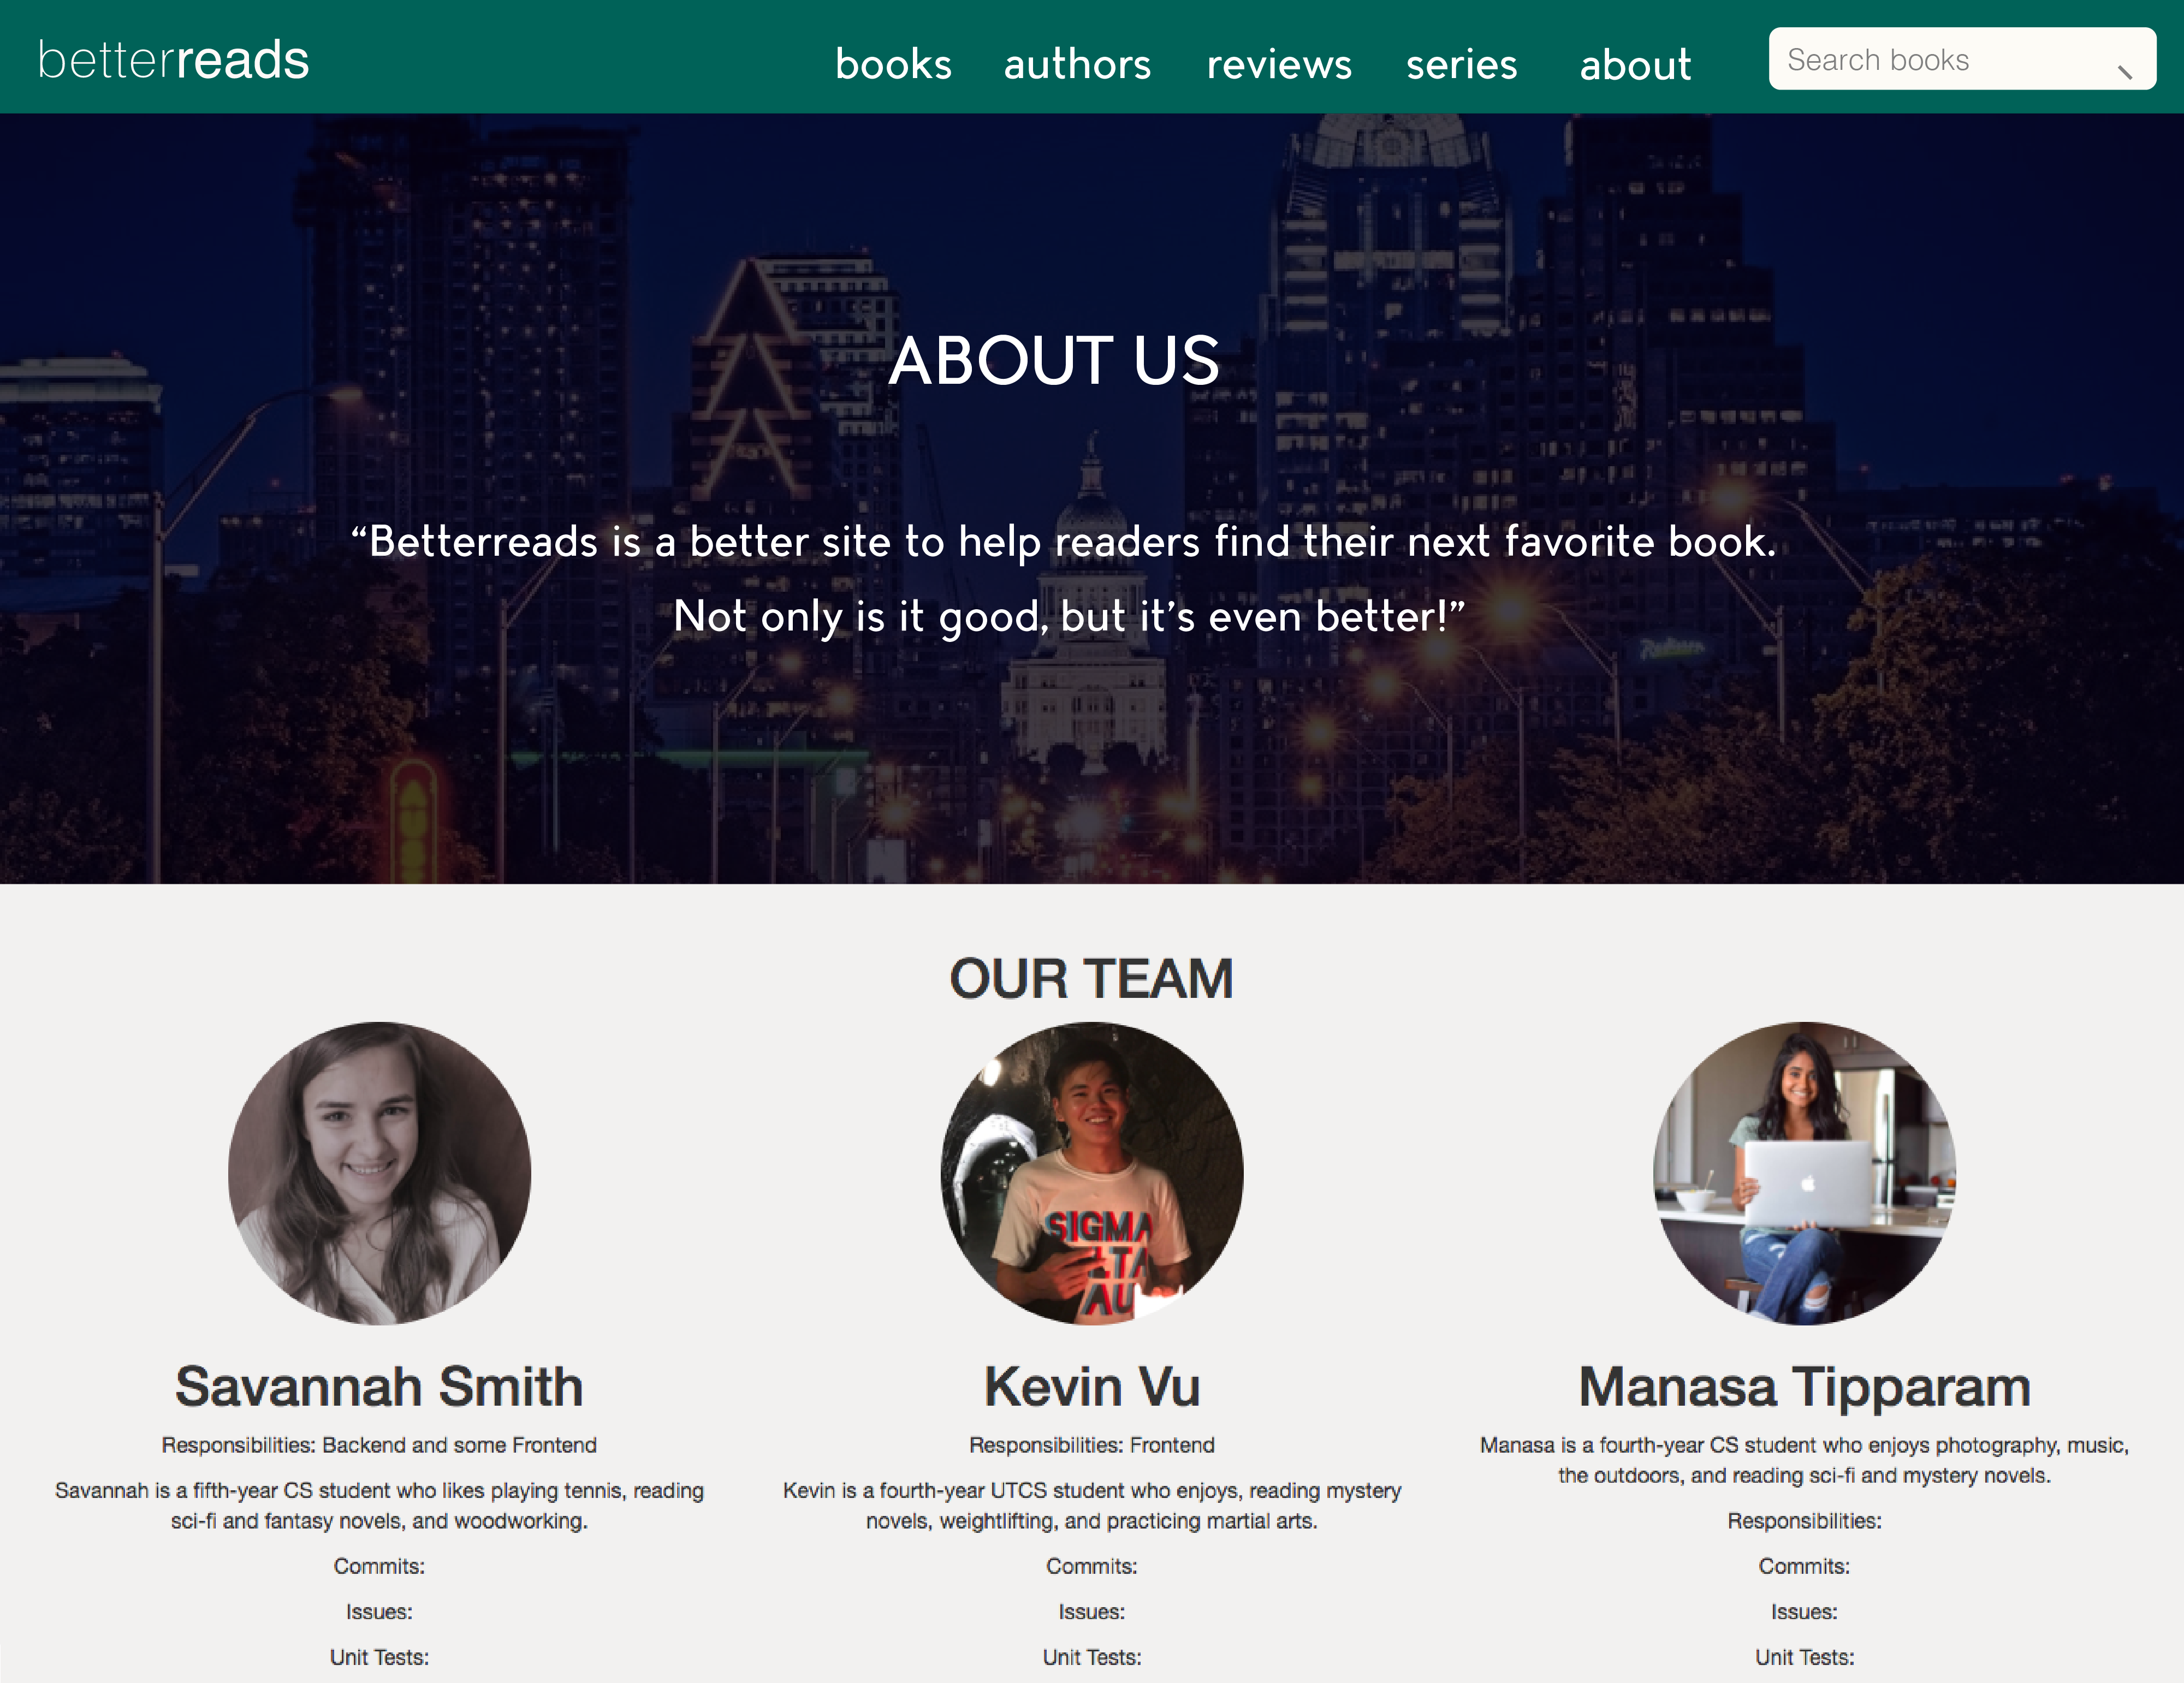 betterreads
books authors reviews series about Search books
ABOUT US
“Betterreads is a better site to help readers find their next favorite book.
Not only is it good, but it’s even better!”
OUR TEAM
SIGMA
Savannah Smith
Responsibilities: Backend and some Frontend
Savannah is a fifth-year CS student who likes playing tennis, reading
sci-fi and fantasy novels, and woodworking.
Commits:
Issues:
Unit Tests:
Kevin Vu
Responsibilities: Frontend
Kevin is a fourth-year UTCS student who enjoys, reading mystery
novels, weightlifting, and practicing martial arts.
Commits:
Issues:
Unit Tests:
Manasa Tipparam
Manasa is a fourth-year CS student who enjoys photography, music,
the outdoors, and reading sci-fi and mystery novels.
Responsibilities:
Commits:
Issues:
Unit Tests: